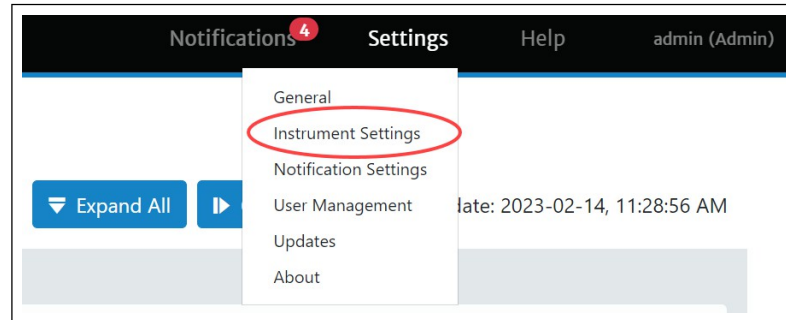 Notifications 4 Settings Help admin (Admin)
General
Instrument Settings
Notification Settings
Expand All User Management date: 2023-02-14, 11:28:56 AM
Updates
About